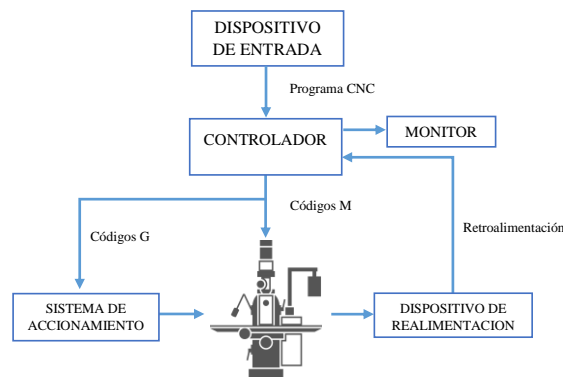 DISPOSITIVO
DE ENTRADA
Programa CNC
CONTROLADOR
MONITOR
Códigos M
Códigos G
Retroalimentación
SISTEMA DE
ACCIONAMIENTO
DISPOSITIVO DE
REALIMENTACION